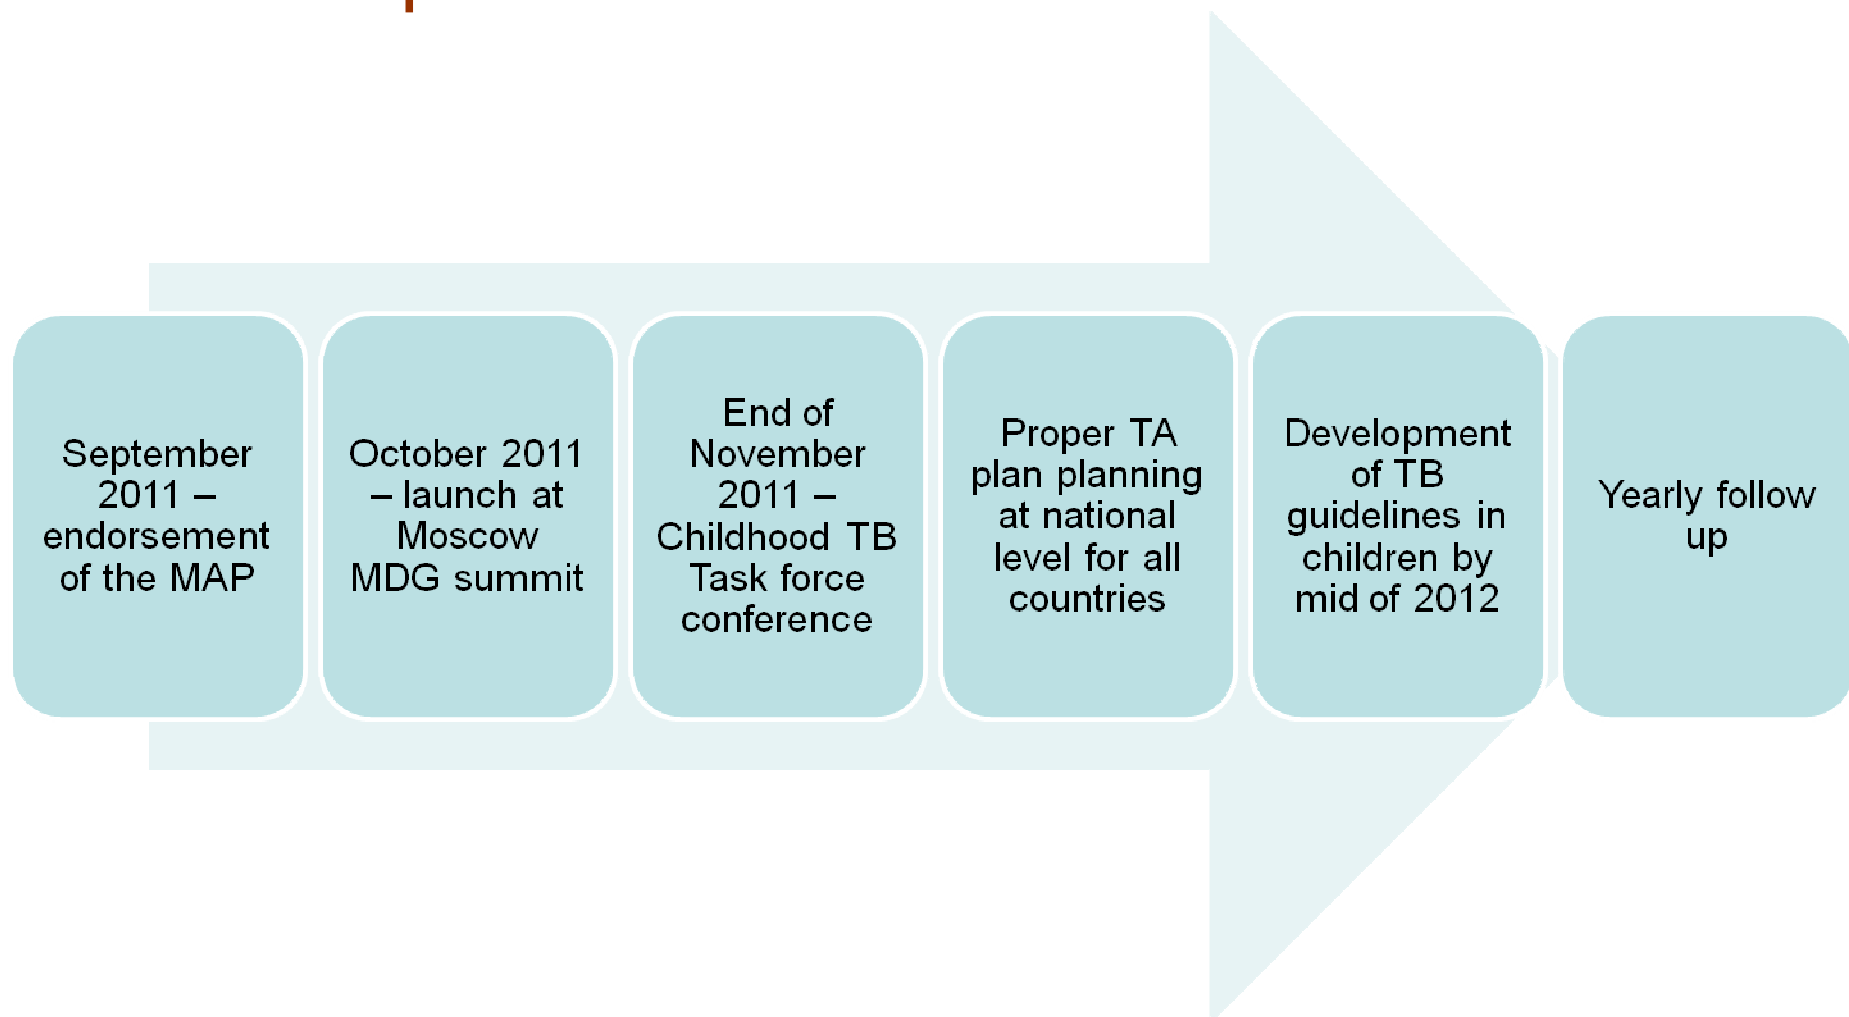 September
2011 –
endorsement
of the MAP
October 2011
– launch at
Moscow
MDG summit
End of
November
2011 –
Childhood TB
Task force
conference
Proper TA
plan planning
at national
level for all
countries
Development
of TB
guidelines in
children by
mid of 2012
Yearly follow
up